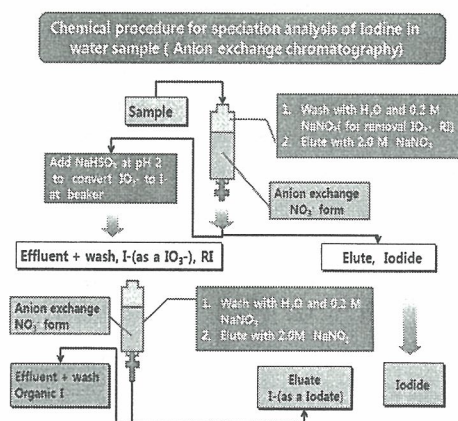 Chemical procedure for speciation analysis of Iodine in
water sample ( Anion exchange chromatography)
Sample
1. Wash with H₂O and 0.2 M
NaNO₃( for removal IO₃-, RI)
2. Elute with 2.0 M NaNO₃
Add NaHSO₃ at pH 2
to convert IO₃- to I-
at beaker
Anion exchange
NO₃- form
Effluent + wash, I-(as a IO₃-), RI
Elute, Iodide
Anion exchange
NO₃- form
1. Wash with H₂O and 0.2 M
NaNO₃
2. Elute with 2.0M NaNO₃
Effluent + wash
Organic I
Eluate
I-(as a Iodate)
Iodide